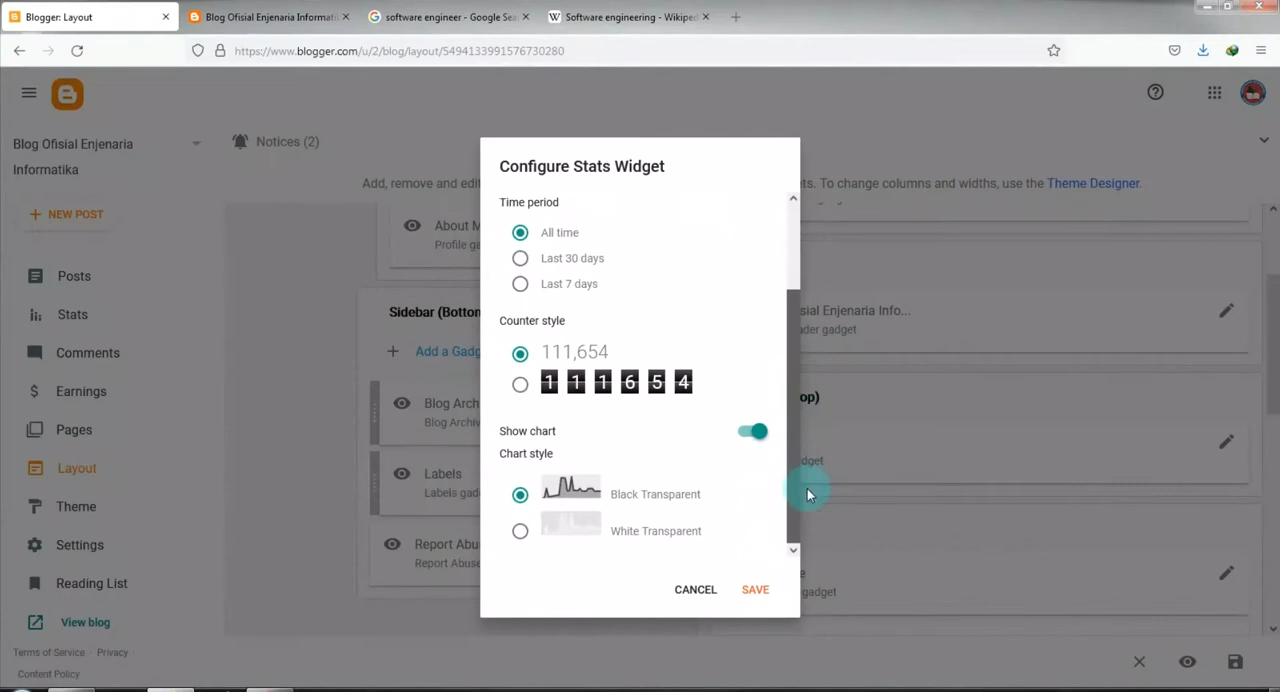 Blogger: Layout
Blog Ofisial Enjenaria Informati
software engineer - Google Sea
W Software engineering - Wikiped
https://www.blogger.com/u/2/blog/layout/5494133991576730280
Blog Ofisial Enjenaria
Informatika
Notices (2)
Add, remove and edi
ts. To change columns and widths, use the Theme Designer.
NEW POST
Posts
Stats
Comments
$ Earnings
Pages
Layout
Theme
Settings
Reading List
View blog
Terms of Service · Privacy ·
Content Policy
About M
Profile ga
Sidebar (Botton
Add a Gadg
Blog Arch
Blog Archiv
Labels
Labels gad
Report Abu
Report Abuse
sial Enjenaria Info...
der gadget
op)
dget
e
gadget
Configure Stats Widget
Time period
All time
Last 30 days
Last 7 days
Counter style
111,654
1 1 1 6 5 4
Show chart
Chart style
Black Transparent
White Transparent
CANCEL SAVE